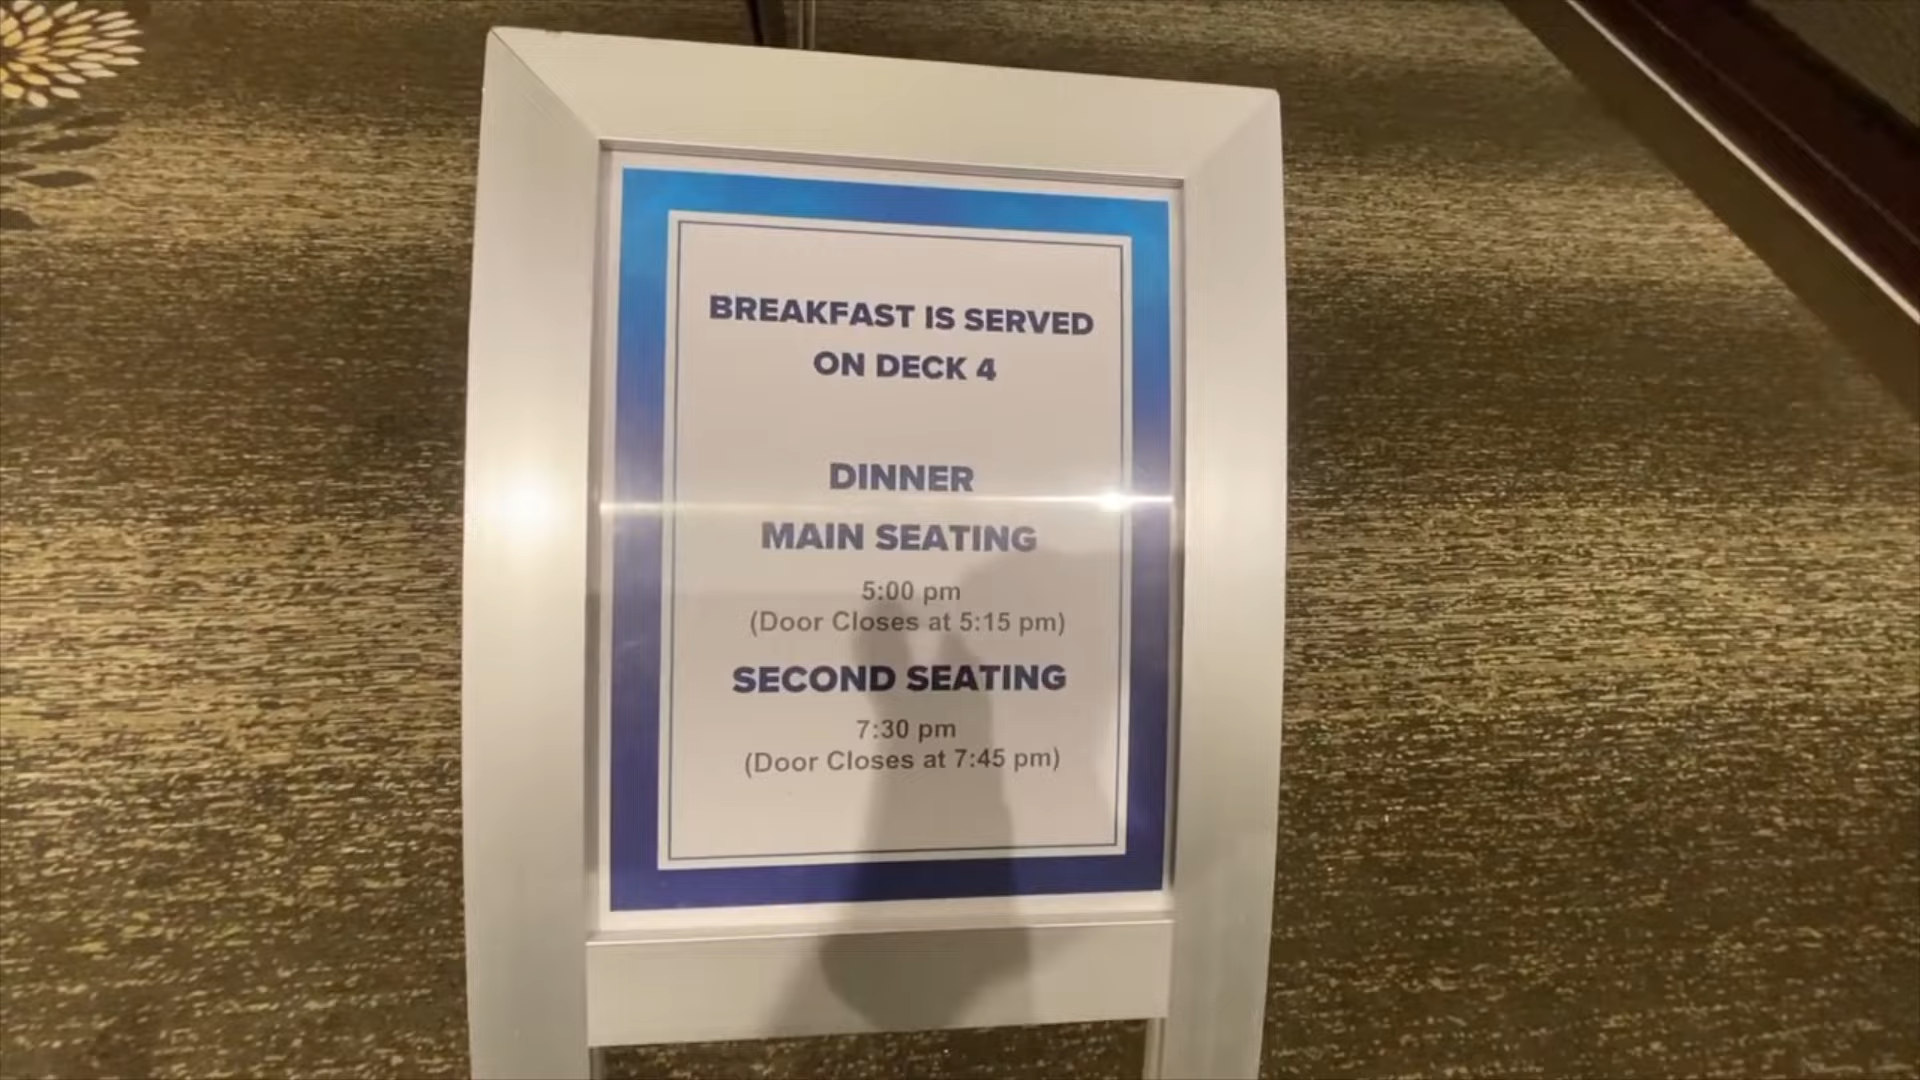 BREAKFAST IS SERVED
ON DECK 4
DINNER
MAIN SEATING
5:00 pm
(Door Closes at 5:15 pm)
SECOND SEATING
7:30 pm
(Door Closes at 7:45 pm)